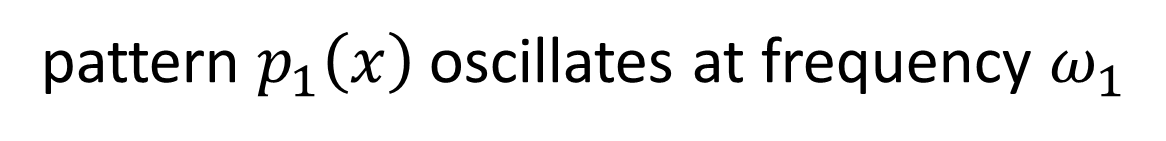 pattern p₁(x) oscillates at frequency ω₁